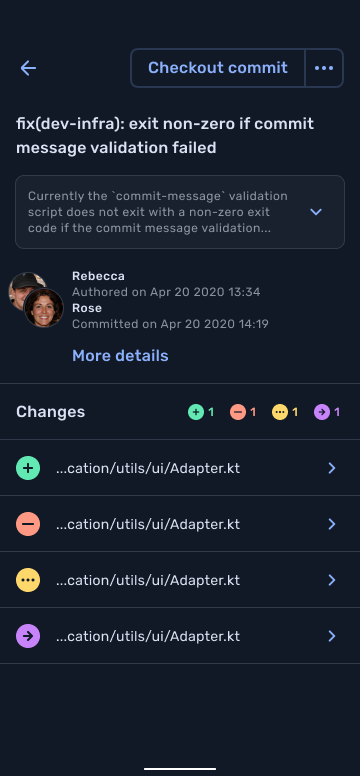 Checkout commit
fix(dev-infra): exit non-zero if commit
message validation failed
Currently the `commit-message` validation
script does not exit with a non-zero exit
code if the commit message validation...
Rebecca
Authored on Apr 20 2020 13:34
Rose
Committed on Apr 20 2020 14:19
More details
Changes 1 1 1 1
...cation/utils/ui/Adapter.kt
...cation/utils/ui/Adapter.kt
...cation/utils/ui/Adapter.kt
...cation/utils/ui/Adapter.kt